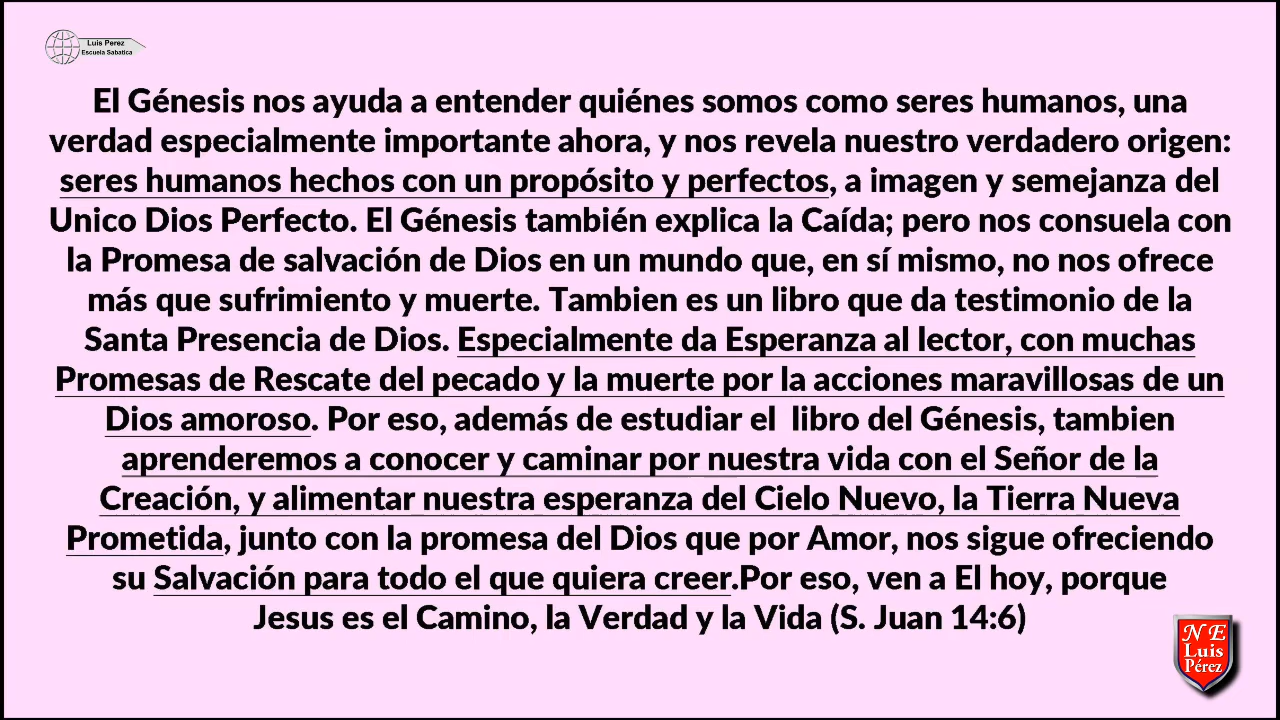 Luis Perez
Escuela Sabatica
El Génesis nos ayuda a entender quiénes somos como seres humanos, una
verdad especialmente importante ahora, y nos revela nuestro verdadero origen:
seres humanos hechos con un propósito y perfectos, a imagen y semejanza del
Unico Dios Perfecto. El Génesis también explica la Caída; pero nos consuela con
la Promesa de salvación de Dios en un mundo que, en sí mismo, no nos ofrece
más que sufrimiento y muerte. Tambien es un libro que da testimonio de la
Santa Presencia de Dios. Especialmente da Esperanza al lector, con muchas
Promesas de Rescate del pecado y la muerte por la acciones maravillosas de un
Dios amoroso. Por eso, además de estudiar el  libro del Génesis, tambien
aprenderemos a conocer y caminar por nuestra vida con el Señor de la
Creación, y alimentar nuestra esperanza del Cielo Nuevo, la Tierra Nueva
Prometida, junto con la promesa del Dios que por Amor, nos sigue ofreciendo
su Salvación para todo el que quiera creer.Por eso, ven a El hoy, porque
Jesus es el Camino, la Verdad y la Vida (S. Juan 14:6)
N E
Luis
Pérez